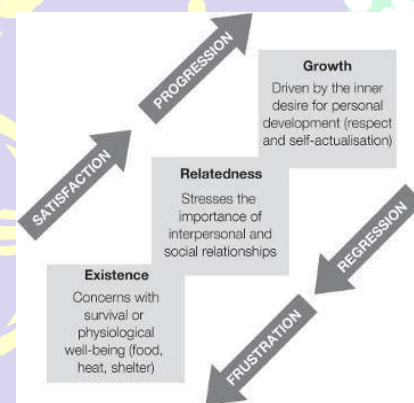 PROGRESSION
Growth
Driven by the inner
desire for personal
development (respect
and self-actualisation)
SATISFACTION
Relatedness
Stresses the
importance of
interpersonal and
social relationships
REGRESSION
Existence
Concerns with
survival or
physiological
well-being (food,
heat, shelter)
FRUSTRATION